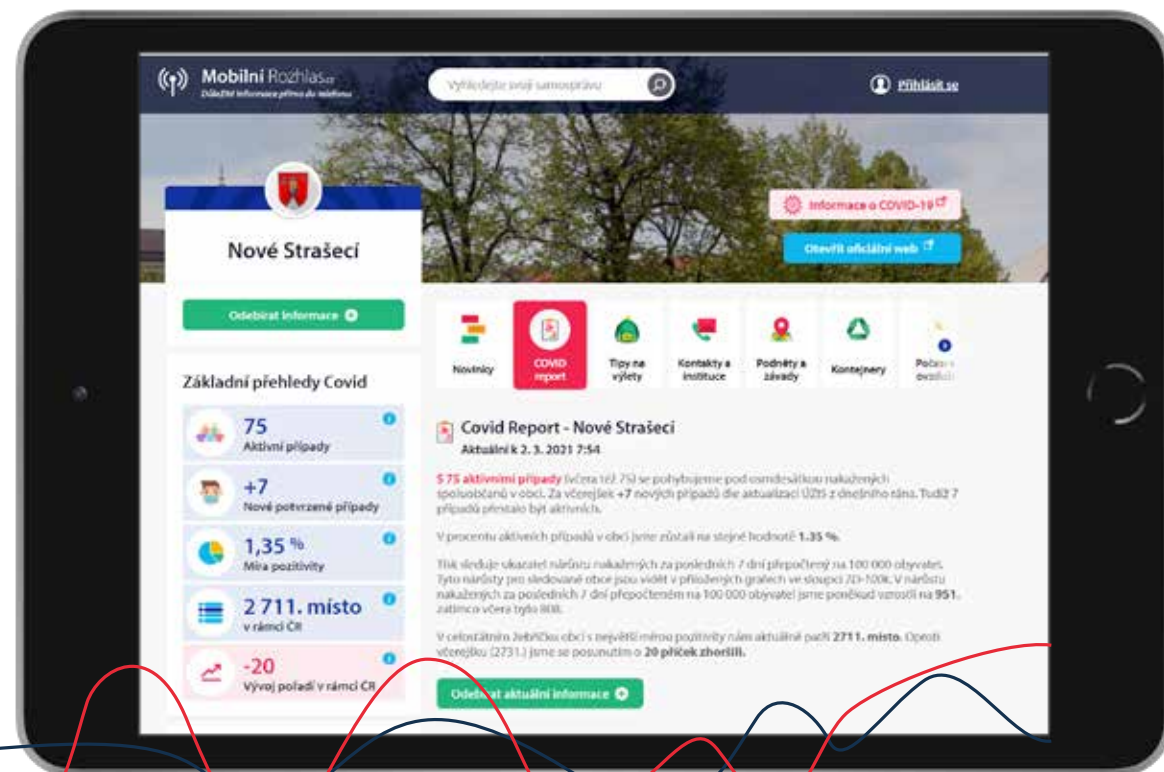 Mobilní Rozhlas.cz
Důležité informace přímo do telefonu
Vyhledejte svoji samosprávu
Přihlásit se
Informace o COVID-19
Otevřít oficiální web
Nové Strašecí
Odebírat informace
Novinky
COVID report
Tipy na výlety
Kontakty a instituce
Podněty a závady
Kontejnery
Základní přehledy Covid
75
Aktivní případy
+7
Nové potvrzené případy
1,35 %
Míra pozitivity
2 711. místo
v rámci ČR
-20
Vývoj pořadí v rámci ČR
Covid Report - Nové Strašecí
Aktuální k 2. 3. 2021 7:54
S 75 aktivními případy (včera též 75) se pohybujeme pod osmdesátkou nakažených
spoluobčanů v obci. Za včerejšek +7 nových případů dle aktualizací ÚZIS z dnešního rána. Tudíž 7
případů přestalo být aktivních.
V procentu aktivních případů v obci jsme zůstali na stejné hodnotě 1.35 %.
Tisk sleduje ukazatel nárůstu nakažených za posledních 7 dní přepočtený na 100 000 obyvatel.
Tyto nárůsty pro sledované obce jsou vidět v přiložených grafech ve sloupci 7D-100k. V nárůstu
nakažených za posledních 7 dní přepočteném na 100 000 obyvatel jsme poněkud vzrostli na 951,
zatímco včera bylo 808.
V celostátním žebříčku obcí s největší mírou pozitivity nám aktuálně patří 2711. místo. Oproti
včerejšku (2731.) jsme se posunutím o 20 příček zhoršili.
Odebírat aktuální informace